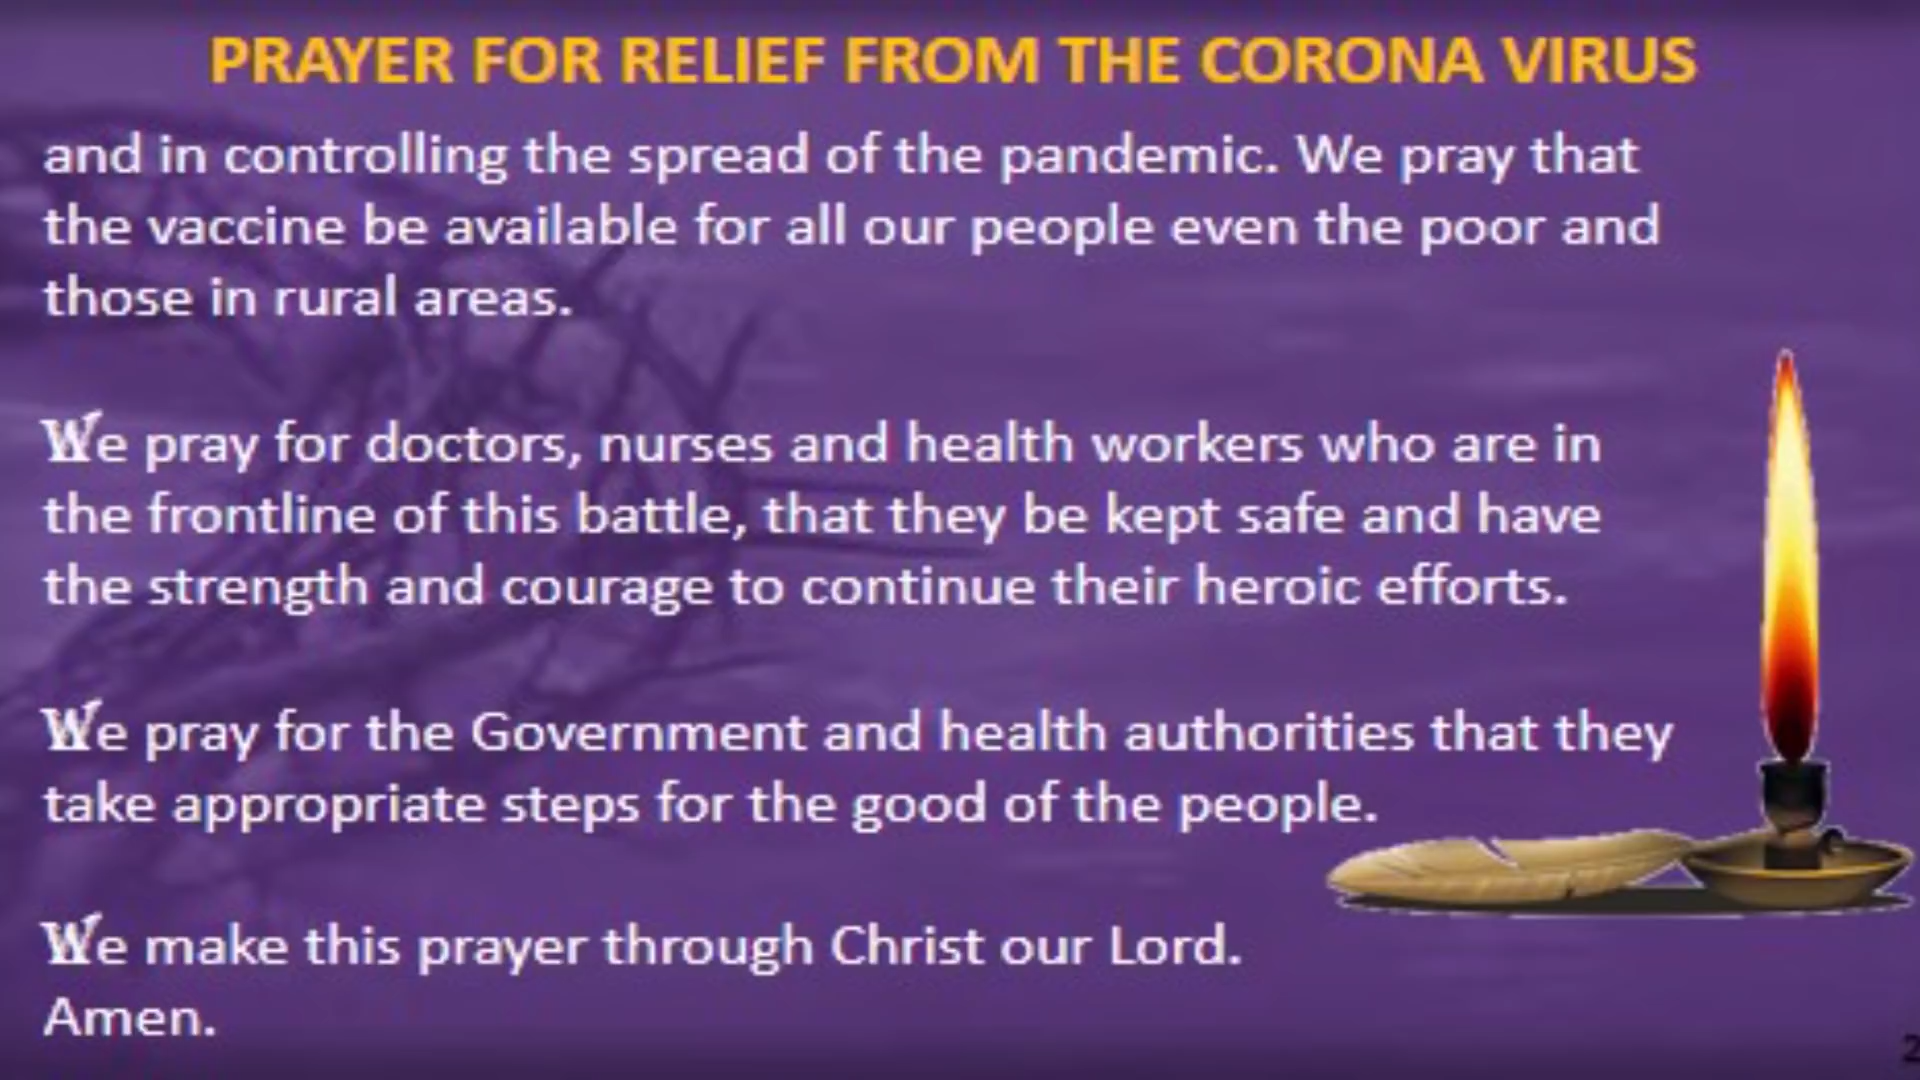 PRAYER FOR RELIEF FROM THE CORONA VIRUS
and in controlling the spread of the pandemic. We pray that
the vaccine be available for all our people even the poor and
those in rural areas.
We pray for doctors, nurses and health workers who are in
the frontline of this battle, that they be kept safe and have
the strength and courage to continue their heroic efforts.
We pray for the Government and health authorities that they
take appropriate steps for the good of the people.
We make this prayer through Christ our Lord.
Amen.